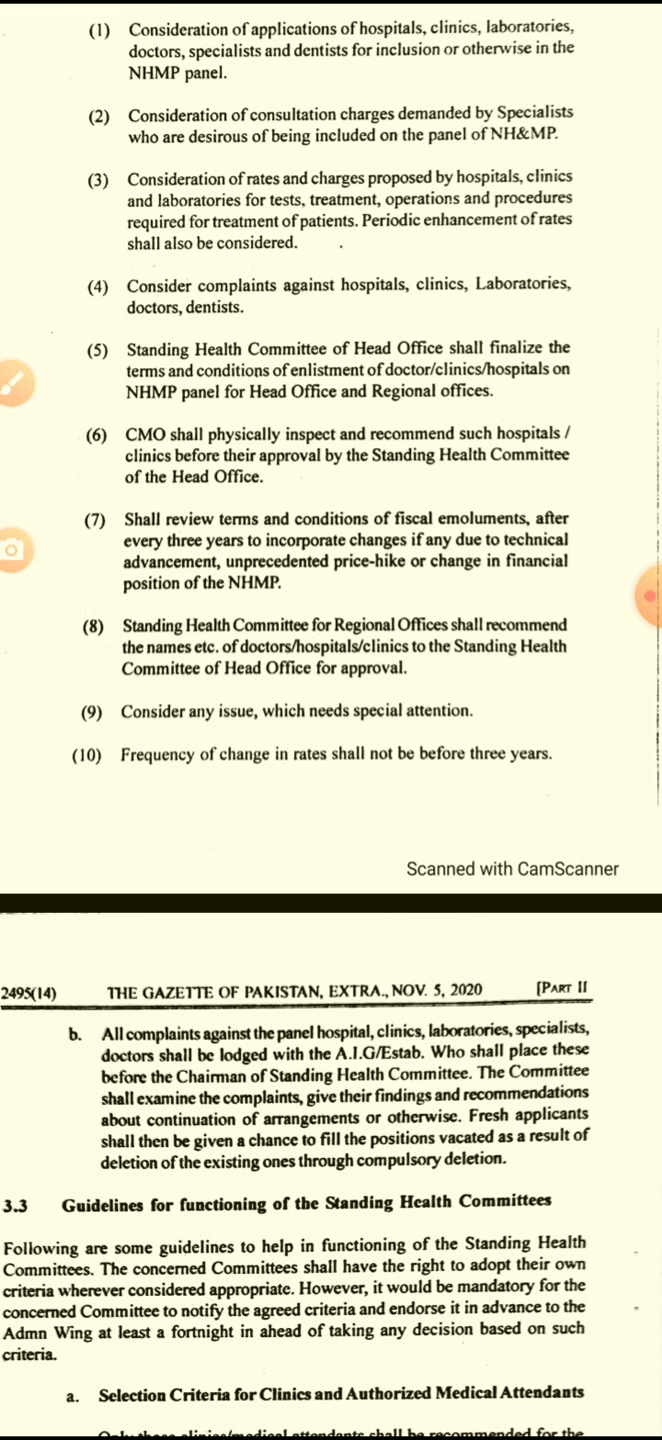 (1) Consideration of applications of hospitals, clinics, laboratories,
doctors, specialists and dentists for inclusion or otherwise in the
NHMP panel.
(2) Consideration of consultation charges demanded by Specialists
who are desirous of being included on the panel of NH&MP.
(3) Consideration of rates and charges proposed by hospitals, clinics
and laboratories for tests, treatment, operations and procedures
required for treatment of patients. Periodic enhancement of rates
shall also be considered.
(4) Consider complaints against hospitals, clinics, Laboratories,
doctors, dentists.
(5) Standing Health Committee of Head Office shall finalize the
terms and conditions of enlistment of doctor/clinics/hospitals on
NHMP panel for Head Office and Regional offices.
(6) CMO shall physically inspect and recommend such hospitals /
clinics before their approval by the Standing Health Committee
of the Head Office.
(7) Shall review terms and conditions of fiscal emoluments, after
every three years to incorporate changes if any due to technical
advancement, unprecedented price-hike or change in financial
position of the NHMP.
(8) Standing Health Committee for Regional Offices shall recommend
the names etc. of doctors/hospitals/clinics to the Standing Health
Committee of Head Office for approval.
(9) Consider any issue, which needs special attention.
(10) Frequency of change in rates shall not be before three years.
Scanned with CamScanner
2495(14) THE GAZETTE OF PAKISTAN, EXTRA., NOV. 5, 2020 [PART II
b. All complaints against the panel hospital, clinics, laboratories, specialists,
doctors shall be lodged with the A.I.G/Estab. Who shall place these
before the Chairman of Standing Health Committee. The Committee
shall examine the complaints, give their findings and recommendations
about continuation of arrangements or otherwise. Fresh applicants
shall then be given a chance to fill the positions vacated as a result of
deletion of the existing ones through compulsory deletion.
3.3 Guidelines for functioning of the Standing Health Committees
Following are some guidelines to help in functioning of the Standing Health
Committees. The concerned Committees shall have the right to adopt their own
criteria wherever considered appropriate. However, it would be mandatory for the
concerned Committee to notify the agreed criteria and endorse it in advance to the
Admn Wing at least a fortnight in ahead of taking any decision based on such
criteria.
a. Selection Criteria for Clinics and Authorized Medical Attendants
Only those clinics/medical attendants shall be recommended for the